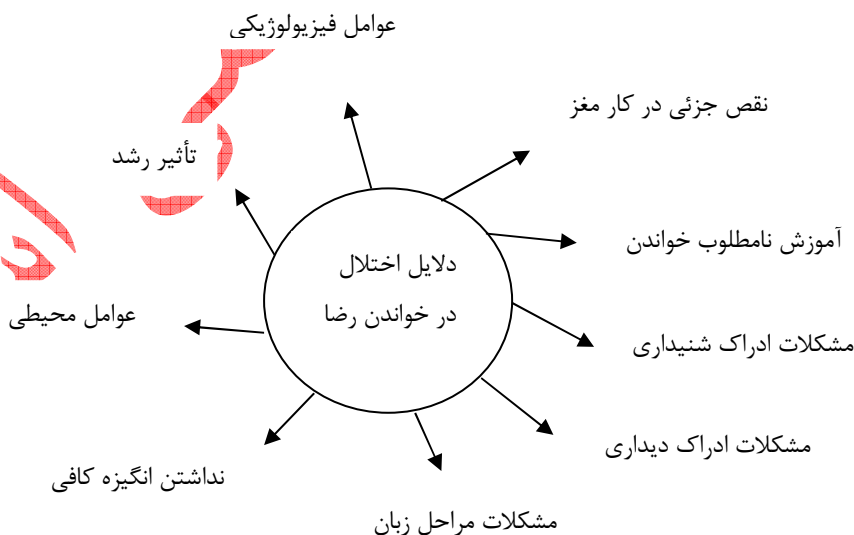 عوامل فیزیولوژیکی
نقص جزئی در کار مغز
تأثیر رشد
آموزش نامطلوب خواندن
دلایل اختلال
در خواندن رضا
عوامل محیطی
مشکلات ادراک شنیداری
مشکلات ادراک دیداری
نداشتن انگیزه کافی
مشکلات مراحل زبان